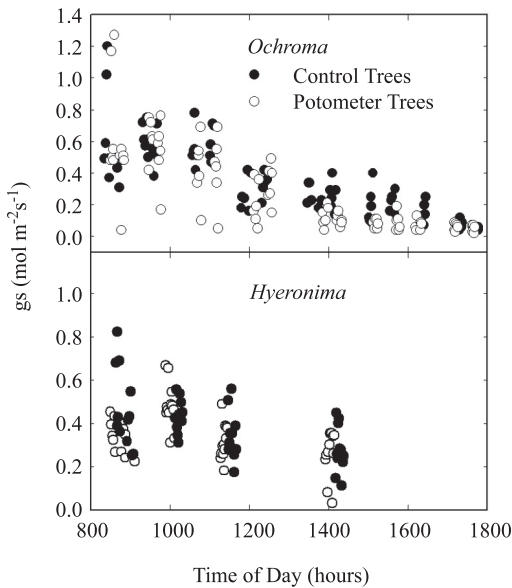 1.4
1.2
1.0
0.8
0.6
0.4
0.2
0.0
Ochroma
Control Trees
Potometer Trees
gs (mol m⁻²s⁻¹)
1.0
0.8
0.6
0.4
0.2
0.0
Hyeronima
800 1000 1200 1400 1600 1800
Time of Day (hours)